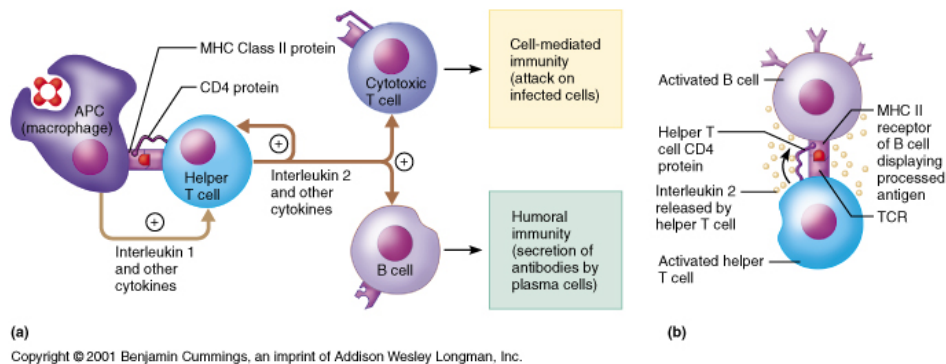 MHC Class II protein
CD4 protein
APC
(macrophage)
Helper
T cell
+
Interleukin 1
and other
cytokines
+
Interleukin 2
and other
cytokines
+
Cytotoxic
T cell
B cell
Cell-mediated
immunity
(attack on
infected cells)
Humoral
immunity
(secretion of
antibodies by
plasma cells)
(a)
Activated B cell
Helper T
cell CD4
protein
Interleukin 2
released by
helper T cell
Activated helper
T cell
MHC II
receptor
of B cell
displaying
processed
antigen
TCR
(b)
Copyright © 2001 Benjamin Cummings, an imprint of Addison Wesley Longman, Inc.